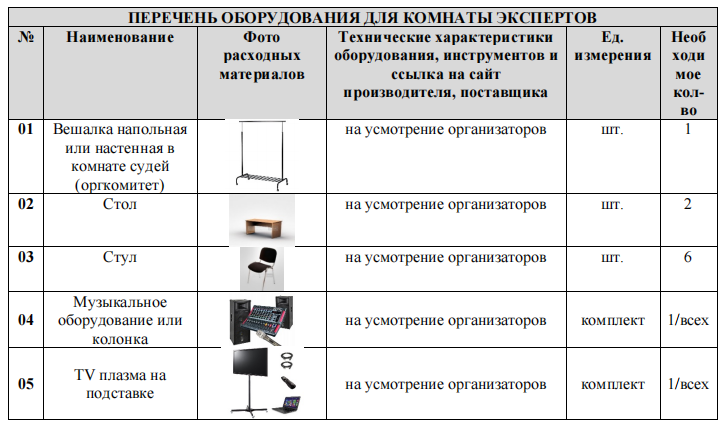 ПЕРЕЧЕНЬ ОБОРУДОВАНИЯ ДЛЯ КОМНАТЫ ЭКСПЕРТОВ
№
Наименование
Фото
расходных
материалов
Технические характеристики
оборудования, инструментов и
ссылка на сайт
производителя, поставщика
Ед.
измерения
Необ
ходи
мое
кол-
во
01
Вешалка напольная
или настенная в
комнате судей
(оргкомитет)
на усмотрение организаторов
шт.
1
02
Стол
на усмотрение организаторов
шт.
2
03
Стул
на усмотрение организаторов
шт.
6
04
Музыкальное
оборудование или
колонка
на усмотрение организаторов
комплект
1/всех
05
TV плазма на
подставке
на усмотрение организаторов
комплект
1/всех